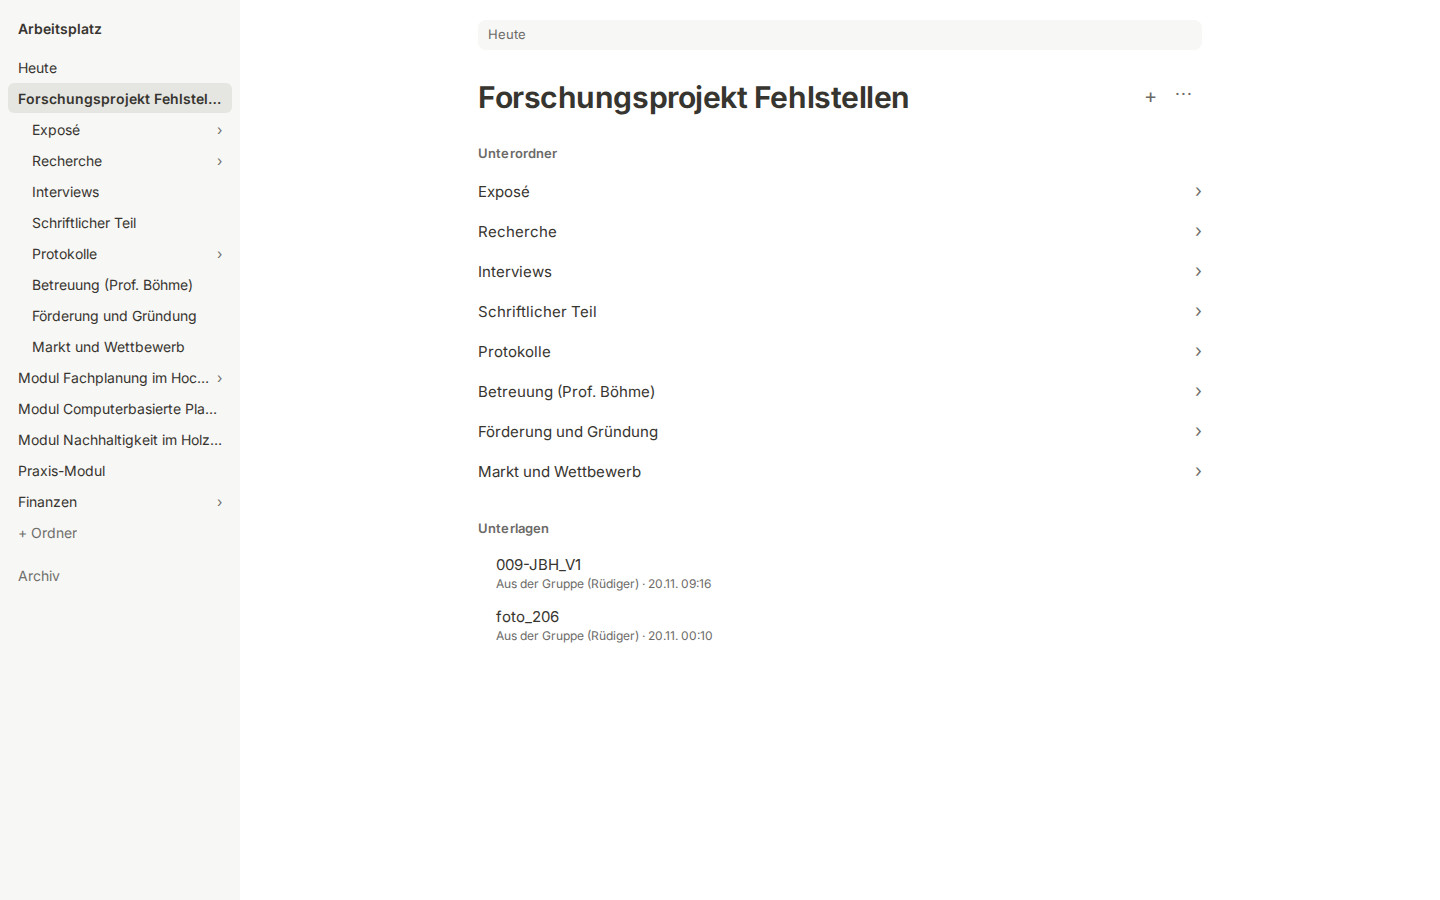 Arbeitsplatz
Heute
Forschungsprojekt Fehlstel...
Exposé
Recherche
Interviews
Schriftlicher Teil
Protokolle
Betreuung (Prof. Böhme)
Förderung und Gründung
Markt und Wettbewerb
Modul Fachplanung im Hoc...
Modul Computerbasierte Pla...
Modul Nachhaltigkeit im Holz...
Praxis-Modul
Finanzen
+ Ordner
Archiv
Heute
Forschungsprojekt Fehlstellen
Unterordner
Exposé
Recherche
Interviews
Schriftlicher Teil
Protokolle
Betreuung (Prof. Böhme)
Förderung und Gründung
Markt und Wettbewerb
Unterlagen
009-JBH_V1
Aus der Gruppe (Rüdiger) · 20.11. 09:16
foto_206
Aus der Gruppe (Rüdiger) · 20.11. 00:10